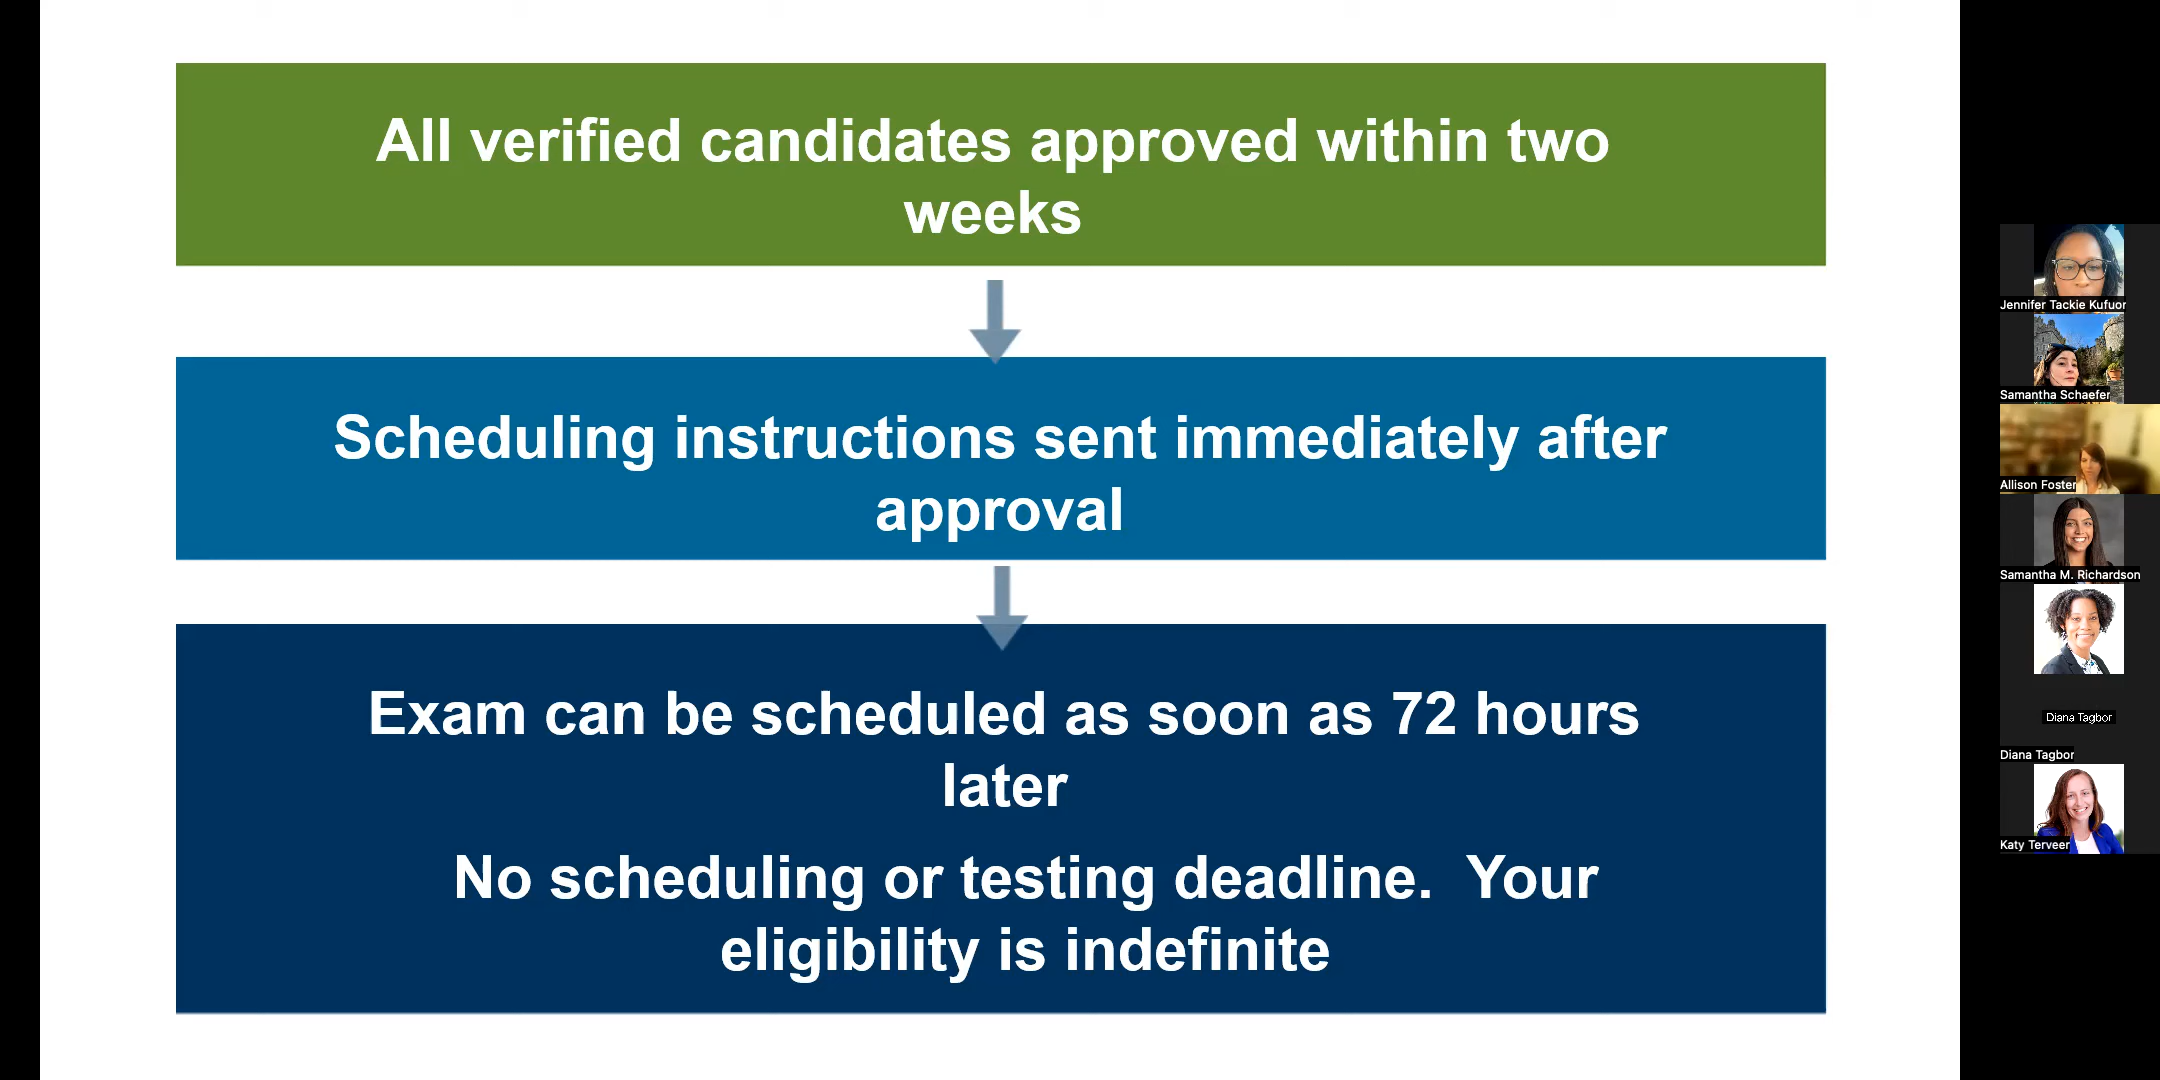 All verified candidates approved within two
weeks
Scheduling instructions sent immediately after
approval
Exam can be scheduled as soon as 72 hours
later
No scheduling or testing deadline.  Your
eligibility is indefinite
Jennifer Tackie Kufuor
Samantha Schaefer
Allison Foster
Samantha M. Richardson
Diana Tagbor
Diana Tagbor
Katy Terveer